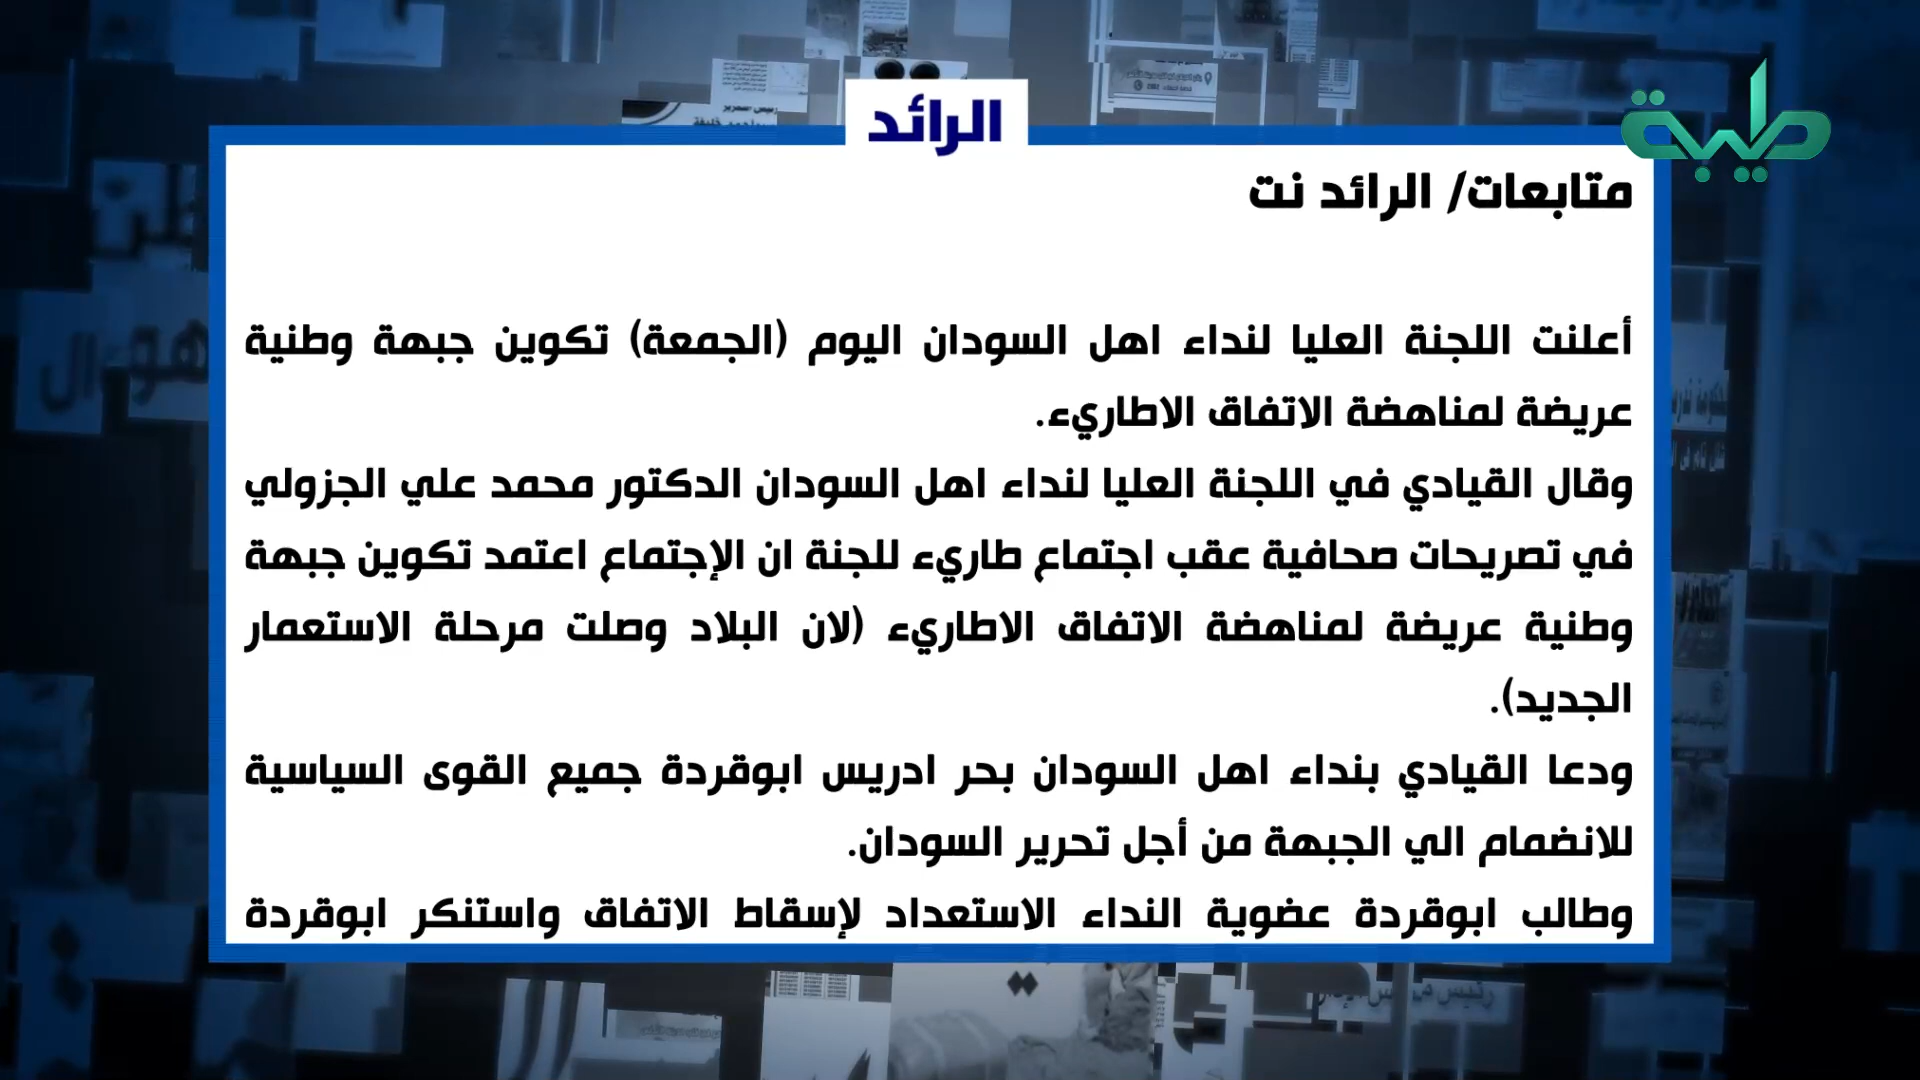 الرائد
طيبة
متابعات/ الرائد نت
أعلنت اللجنة العليا لنداء اهل السودان اليوم (الجمعة) تكوين جبهة وطنية
عريضة لمناهضة الاتفاق الاطاريء.
وقال القيادي في اللجنة العليا لنداء اهل السودان الدكتور محمد علي الجزولي
في تصريحات صحافية عقب اجتماع طاريء للجنة ان الإجتماع اعتمد تكوين جبهة
وطنية عريضة لمناهضة الاتفاق الاطاريء (لان البلاد وصلت مرحلة الاستعمار
الجديد).
ودعا القيادي بنداء اهل السودان بحر ادريس ابوقردة جميع القوى السياسية
للانضمام الي الجبهة من أجل تحرير السودان.
وطالب ابوقردة عضوية النداء الاستعداد لإسقاط الاتفاق واستنكر ابوقردة